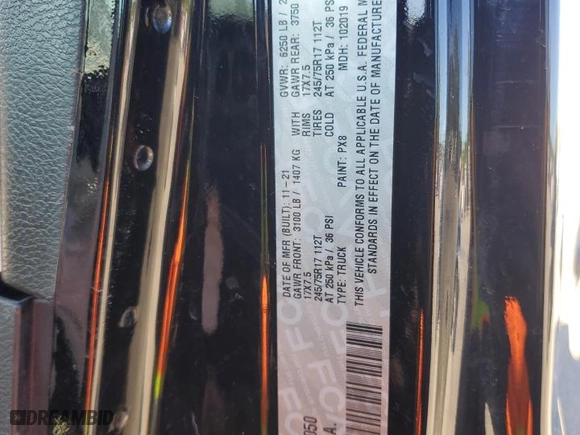 DATE OF MFR (BUILT): 11-21 GVWR: 6250 LB /
GAWR FRONT: 3100 LB / 1407 KG WITH GAWR REAR: 3750
17X7.5 RIMS 17X7.5
245/75R17 112T TIRES 245/75R17 112T
AT 250 kPa / 36 PSI COLD AT 250 kPa / 36 PS
TYPE: TRUCK PAINT: PX8 MDH: 102019
THIS VEHICLE CONFORMS TO ALL APPLICABLE U.S.A. FEDERAL
STANDARDS IN EFFECT ON THE DATE OF MANUFACTURE
050
A.
DREAMBID